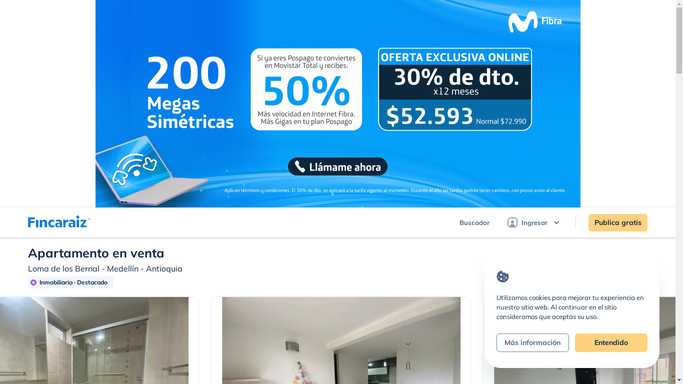 Fibra
200
Megas
Simétricas
Si ya eres Pospago te conviertes
en Movistar Total y recibes.
50%
Más velocidad en Internet Fibra.
Más Gigas en tu plan Pospago
OFERTA EXCLUSIVA ONLINE
30% de dto.
x12 meses
$52.593 Normal $72.990
Llámame ahora
Fincaraiz
Buscador
Ingresar
Publica gratis
Apartamento en venta
Loma de los Bernal - Medellín - Antioquia
Inmobiliaria · Destacado
Utilizamos cookies para mejorar tu experiencia en
nuestro sitio web. Al continuar en el sitio
consideramos que aceptas su uso.
Más información
Entendido